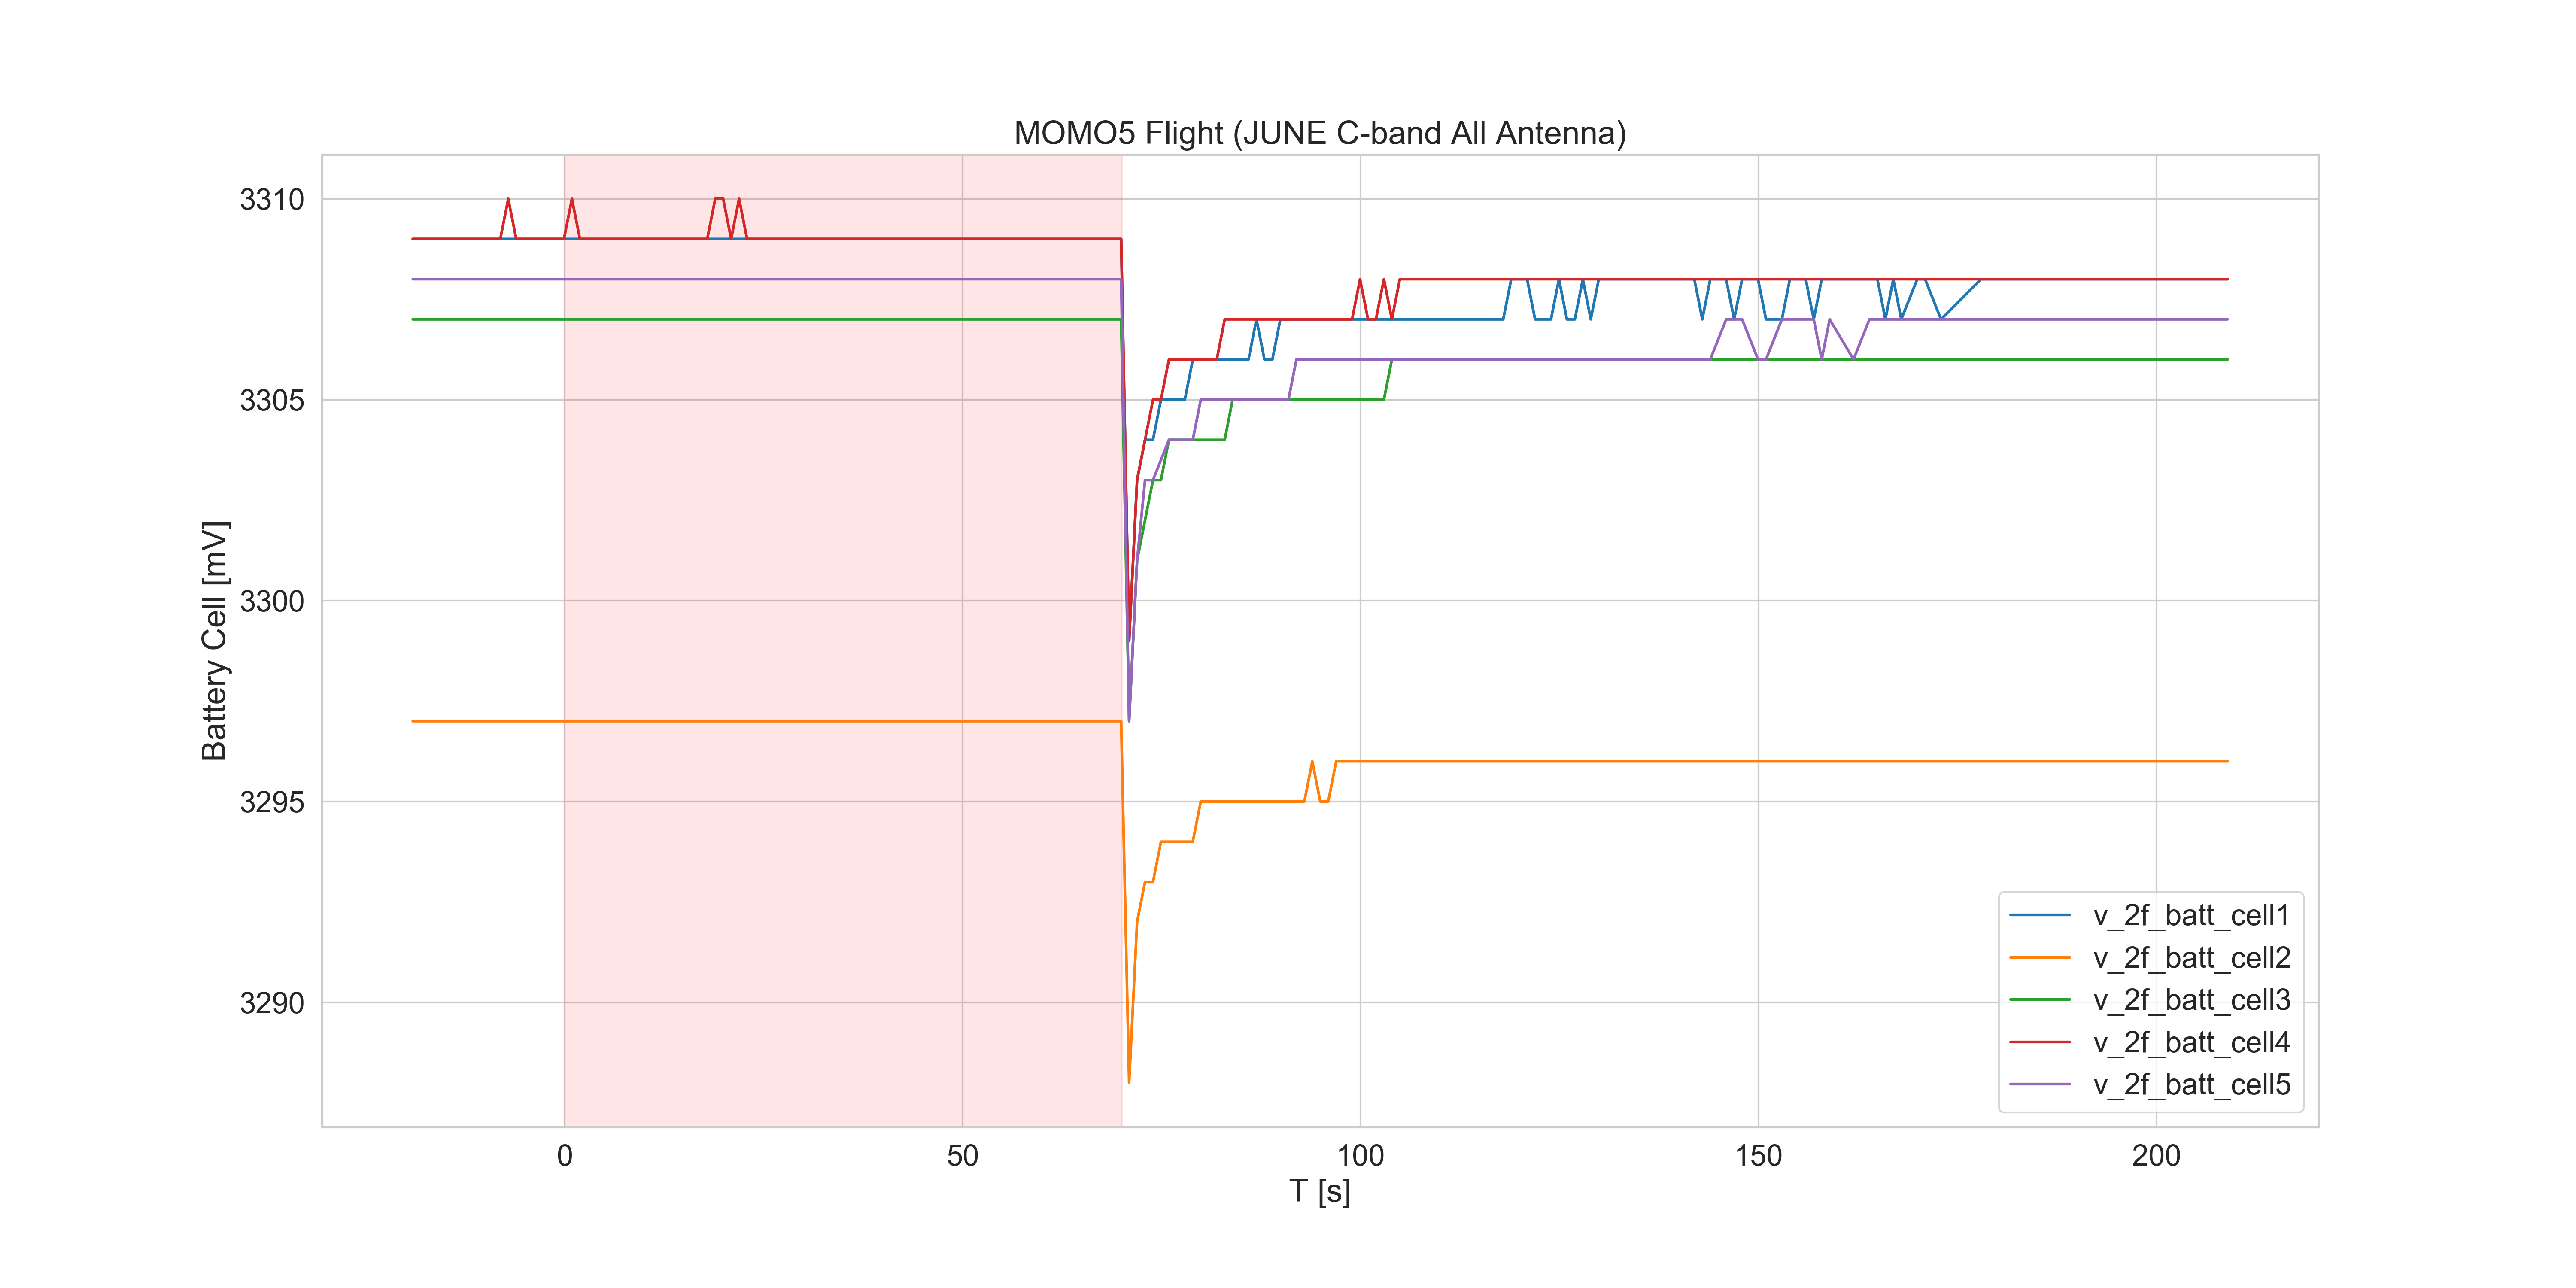 MOMO5 Flight (JUNE C-band All Antenna)
3310
3305
3300
3295
3290
Battery Cell [mV]
0 50 100 150 200
T [s]
v_2f_batt_cell1
v_2f_batt_cell2
v_2f_batt_cell3
v_2f_batt_cell4
v_2f_batt_cell5